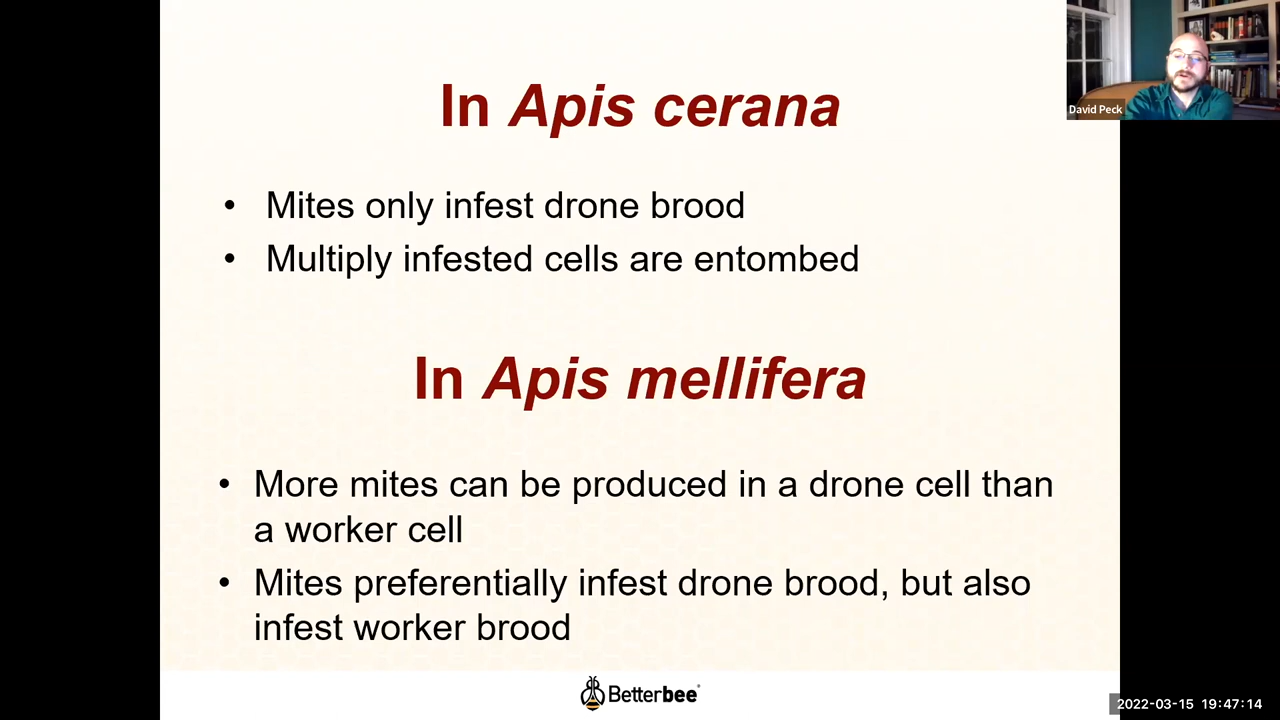 In Apis cerana
David Peck
• Mites only infest drone brood
• Multiply infested cells are entombed
In Apis mellifera
• More mites can be produced in a drone cell than
a worker cell
• Mites preferentially infest drone brood, but also
infest worker brood
Betterbee
2022-03-15 19:47:14